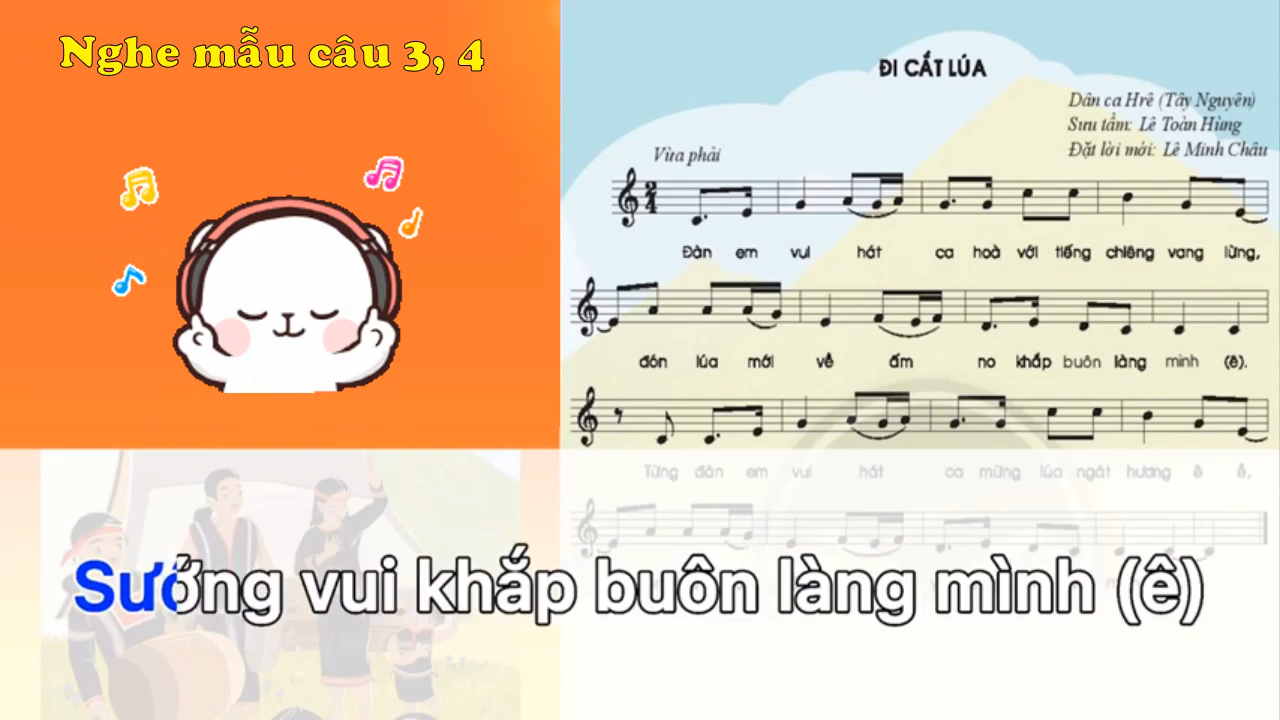 Nghe mẫu câu 3, 4
ĐI CẮT LÚA
Dân ca Hrê (Tây Nguyên)
Sưu tầm: Lê Toàn Hùng
Đặt lời mới: Lê Minh Châu
Vừa phải
Đàn em vui hát ca hoà với tiếng chiêng vang lừng,
đón lúa mới về ấm no khắp buôn làng mình (ê).
Từng đàn em vui hát ca mừng lúa ngát hương ê ê,
Sướng vui khắp buôn làng mình (ê)